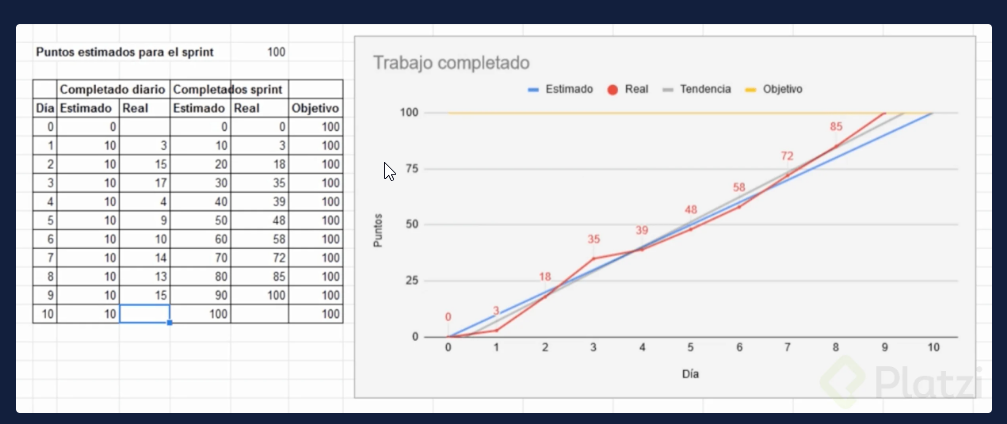 Puntos estimados para el sprint 100
Completado diario Completados sprint
Día Estimado Real Estimado Real Objetivo
0 0 0 0 100
1 10 3 10 3 100
2 10 15 20 18 100
3 10 17 30 35 100
4 10 4 40 39 100
5 10 9 50 48 100
6 10 10 60 58 100
7 10 14 70 72 100
8 10 13 80 85 100
9 10 15 90 100 100
10 10 100 100
Trabajo completado
Estimado Real Tendencia Objetivo
100
75
50
25
0
Puntos
0 3 18 35 39 48 58 72 85
0 1 2 3 4 5 6 7 8 9 10
Día
Platzi